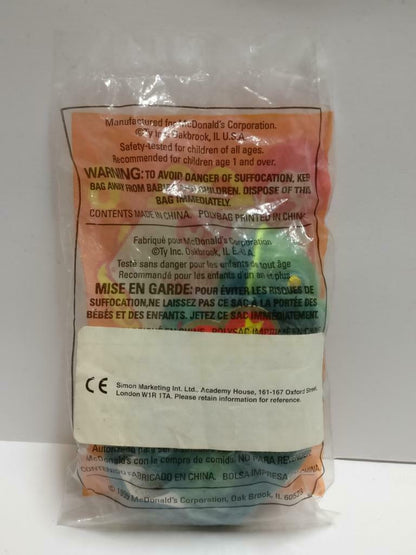 Manufactured for McDonald's Corporation.
©Ty Inc. Oakbrook, IL U.S.A.
Safety-tested for children of all ages.
Recommended for children age 1 and over.
WARNING: TO AVOID DANGER OF SUFFOCATION, KEEP
BAG AWAY FROM BABIES AND CHILDREN. DISPOSE OF THIS
BAG IMMEDIATELY.
CONTENTS MADE IN CHINA. POLYBAG PRINTED IN CHINA.
Fabriqué pour McDonald's Corporation
©Ty Inc. Oakbrook, IL É.-U.A.
Testé sans danger pour les enfants de tout âge
Recommandé pour les enfants d'un an et plus
MISE EN GARDE: POUR ÉVITER LES RISQUES DE
SUFFOCATION, NE LAISSEZ PAS CE SAC À LA PORTÉE DES
BÉBÉS ET DES ENFANTS. JETEZ CE SAC IMMÉDIATEMENT.
EN CHINE. POLYSAC IMPRIMÉ EN CHINE
CE Simon Marketing Int. Ltd., Academy House, 161-167 Oxford Street,
London W1R 1TA. Please retain information for reference.
McDonald's con la compra de comida. NO PARA
CONTENIDO FABRICADO EN CHINA. BOLSA IMPRESA CHINA.
McDonald's Corporation, Oak Brook, IL 60523